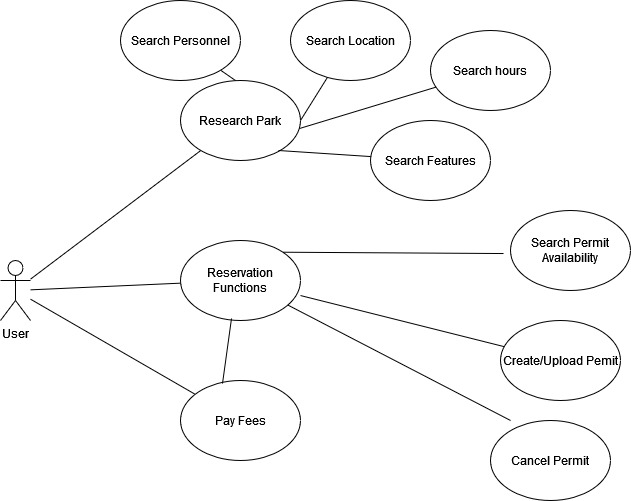 Search Personnel
Search Location
Search hours
Research Park
Search Features
Search Permit
Availability
Reservation
Functions
User
Create/Upload Pemit
Pay Fees
Cancel Permit